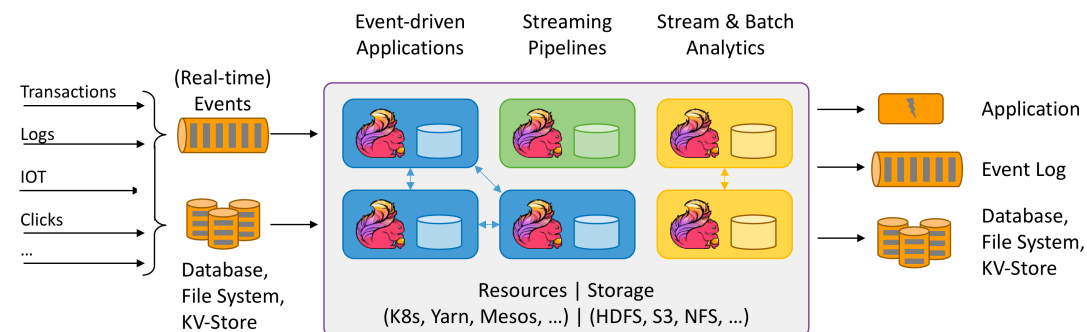 Event-driven
Applications
Streaming
Pipelines
Stream & Batch
Analytics
Transactions
Logs
IOT
Clicks
...
(Real-time)
Events
Database,
File System,
KV-Store
Resources | Storage
(K8s, Yarn, Mesos, ...) | (HDFS, S3, NFS, ...)
Application
Event Log
Database,
File System,
KV-Store